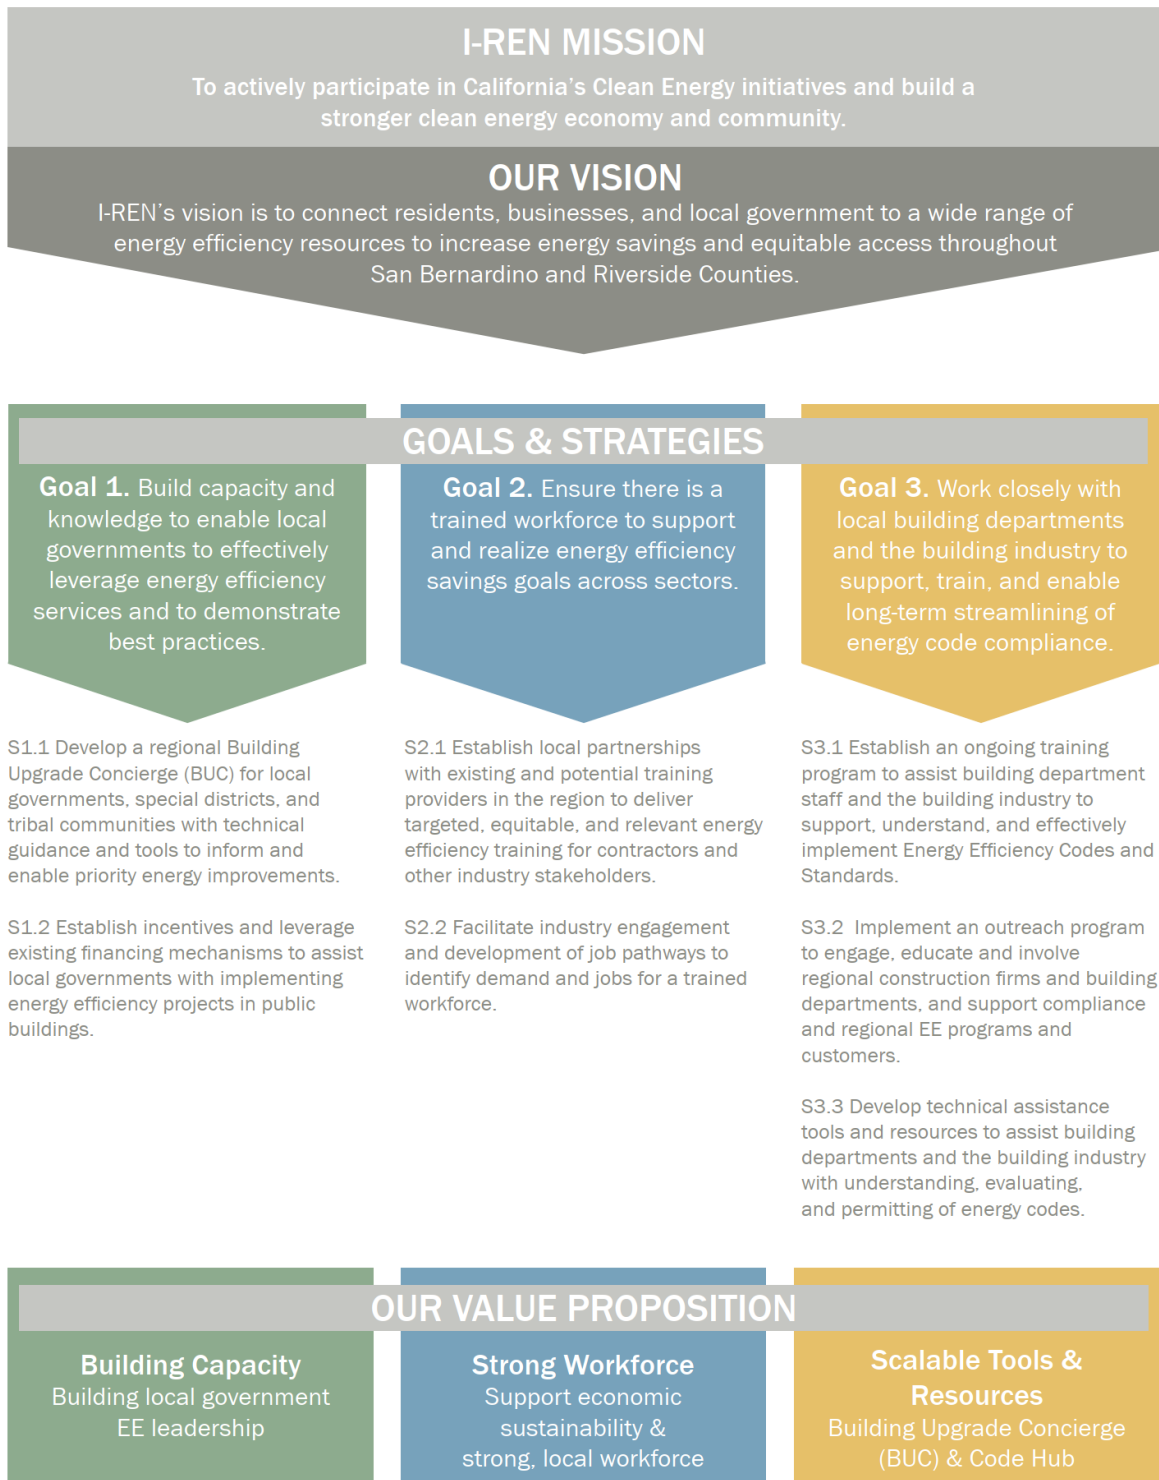 I-REN MISSION
To actively participate in California's Clean Energy initiatives and build a
stronger clean energy economy and community.
OUR VISION
I-REN's vision is to connect residents, businesses, and local government to a wide range of
energy efficiency resources to increase energy savings and equitable access throughout
San Bernardino and Riverside Counties.
GOALS & STRATEGIES
Goal 1. Build capacity and
knowledge to enable local
governments to effectively
leverage energy efficiency
services and to demonstrate
best practices.
S1.1 Develop a regional Building
Upgrade Concierge (BUC) for local
governments, special districts, and
tribal communities with technical
guidance and tools to inform and
enable priority energy improvements.
S1.2 Establish incentives and leverage
existing financing mechanisms to assist
local governments with implementing
energy efficiency projects in public
buildings.
Goal 2. Ensure there is a
trained workforce to support
and realize energy efficiency
savings goals across sectors.
S2.1 Establish local partnerships
with existing and potential training
providers in the region to deliver
targeted, equitable, and relevant energy
efficiency training for contractors and
other industry stakeholders.
S2.2 Facilitate industry engagement
and development of job pathways to
identify demand and jobs for a trained
workforce.
Goal 3. Work closely with
local building departments
and the building industry to
support, train, and enable
long-term streamlining of
energy code compliance.
S3.1 Establish an ongoing training
program to assist building department
staff and the building industry to
support, understand, and effectively
implement Energy Efficiency Codes and
Standards.
S3.2  Implement an outreach program
to engage, educate and involve
regional construction firms and building
departments, and support compliance
and regional EE programs and
customers.
S3.3 Develop technical assistance
tools and resources to assist building
departments and the building industry
with understanding, evaluating,
and permitting of energy codes.
OUR VALUE PROPOSITION
Building Capacity
Building local government
EE leadership
Strong Workforce
Support economic
sustainability &
strong, local workforce
Scalable Tools &
Resources
Building Upgrade Concierge
(BUC) & Code Hub